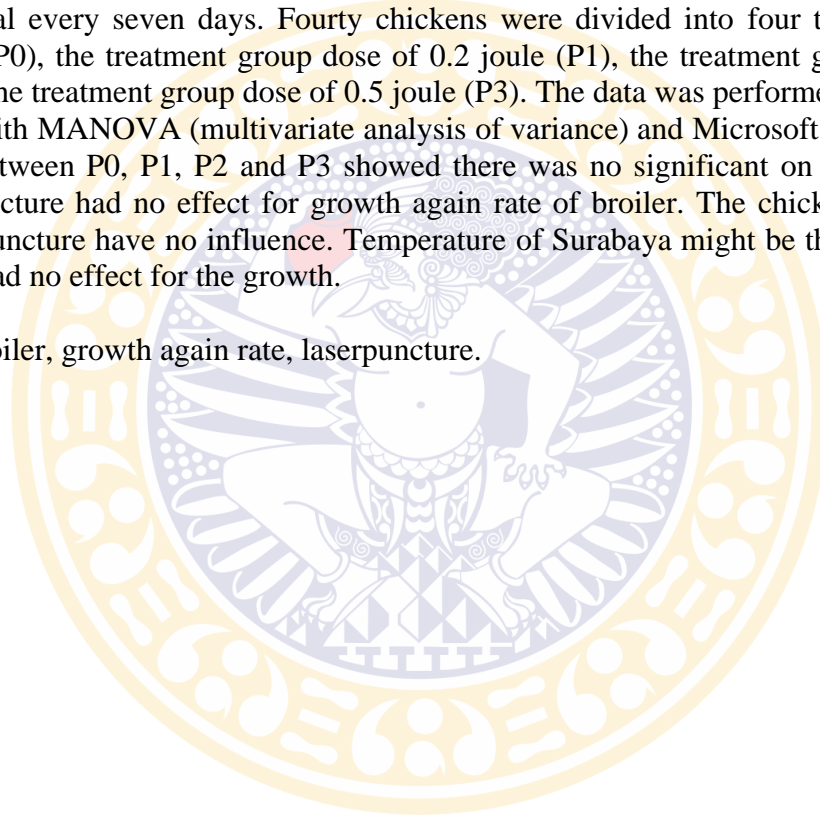 al every seven days. Fourty chickens were divided into four t
P0), the treatment group dose of 0.2 joule (P1), the treatment g
he treatment group dose of 0.5 joule (P3). The data was performe
ith MANOVA (multivariate analysis of variance) and Microsoft
tween P0, P1, P2 and P3 showed there was no significant on
cture had no effect for growth again rate of broiler. The chick
uncture have no influence. Temperature of Surabaya might be th
ad no effect for the growth.
oiler, growth again rate, laserpuncture.